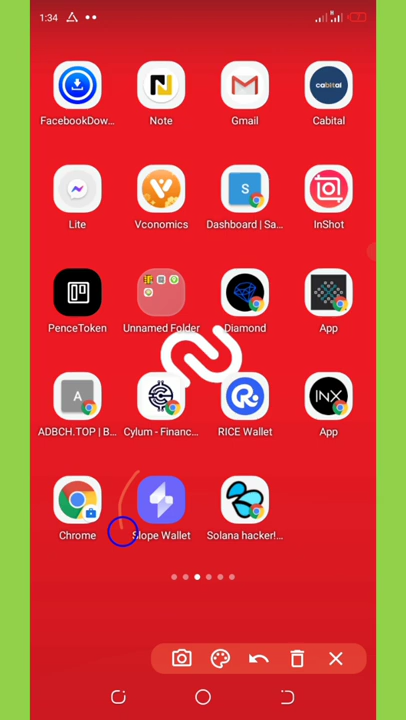 1:34
FacebookDow... Note Gmail Cabital
cabital
Lite Vconomics Dashboard | Sa... InShot
S
PenceToken Unnamed Folder Diamond App
A
INX
ADBCH.TOP | B... Cylum - Financ... RICE Wallet App
Chrome Slope Wallet Solana hacker!...